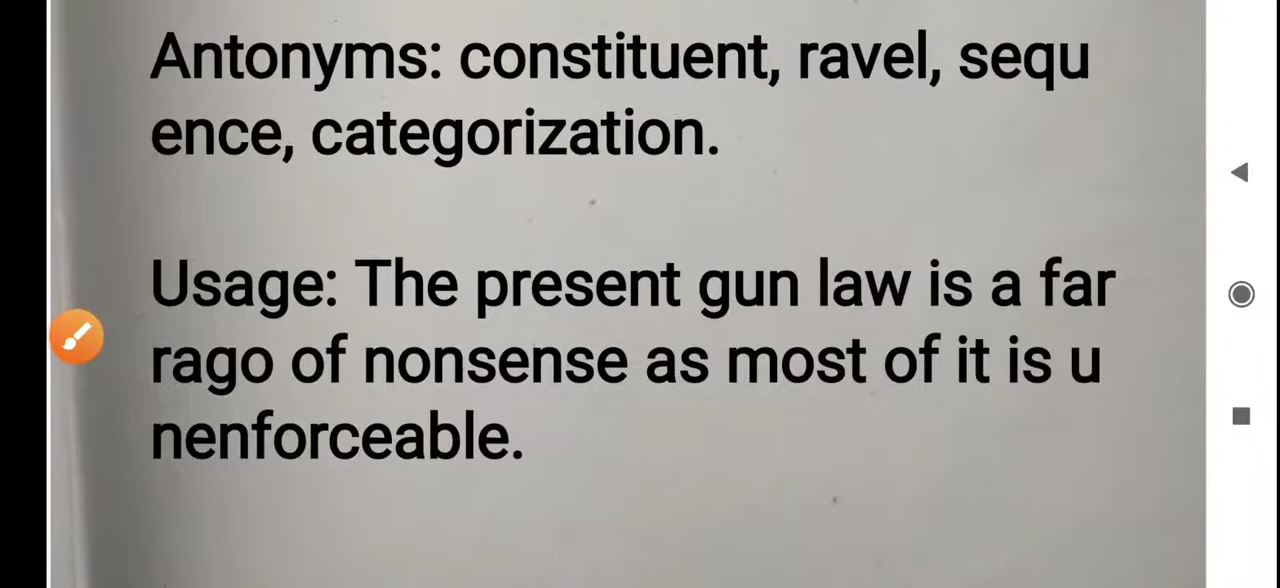 Antonyms: constituent, ravel, sequ
ence, categorization.
Usage: The present gun law is a far
rago of nonsense as most of it is u
nenforceable.